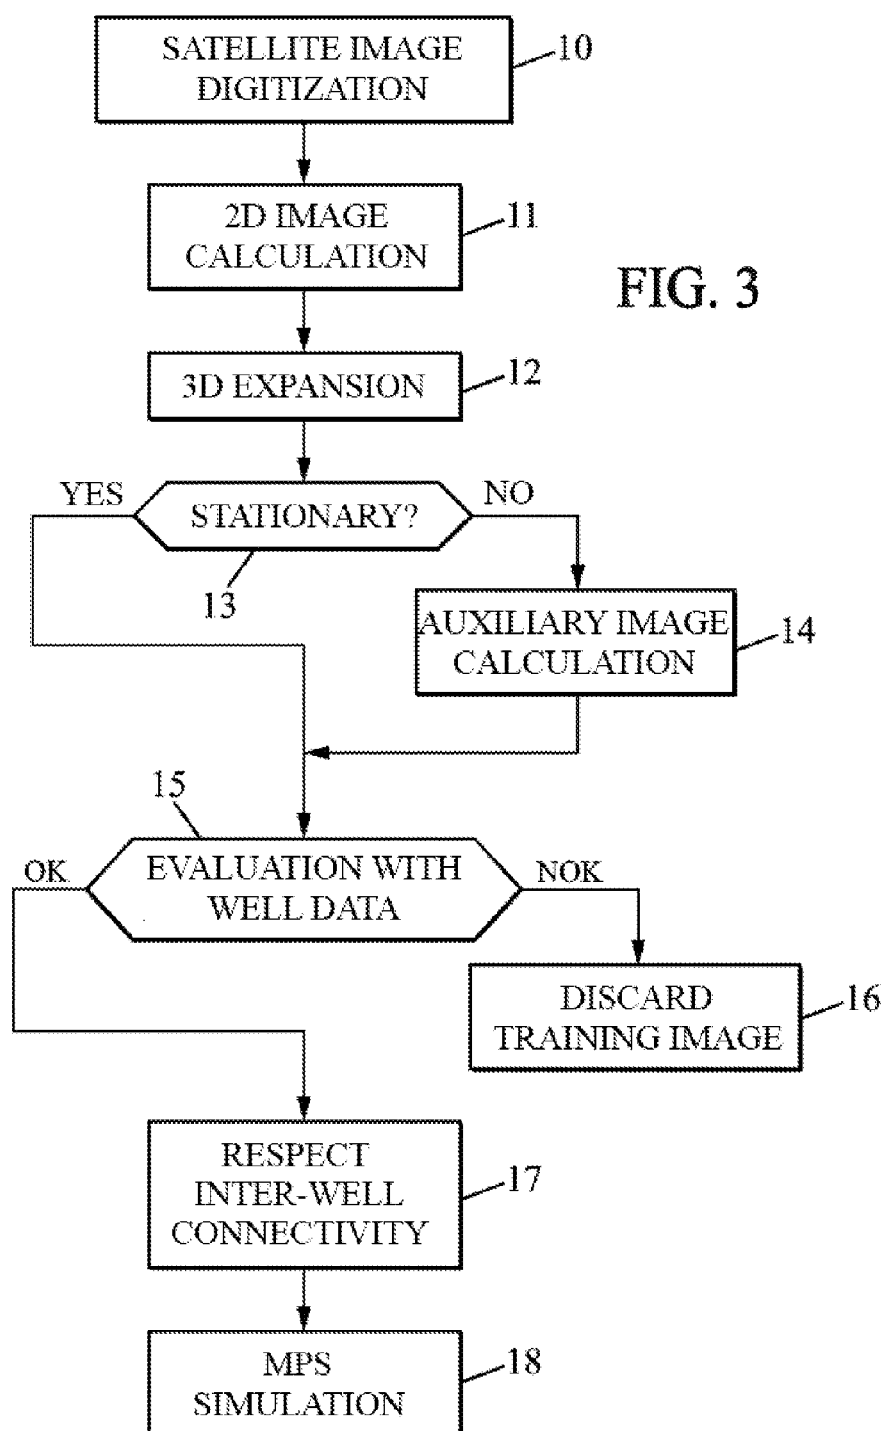 SATELLITE IMAGE
DIGITIZATION
10
2D IMAGE
CALCULATION
11
FIG. 3
3D EXPANSION
12
YES
STATIONARY?
NO
13
AUXILIARY IMAGE
CALCULATION
14
15
OK
EVALUATION WITH
WELL DATA
NOK
DISCARD
TRAINING IMAGE
16
RESPECT
INTER-WELL
CONNECTIVITY
17
MPS
SIMULATION
18